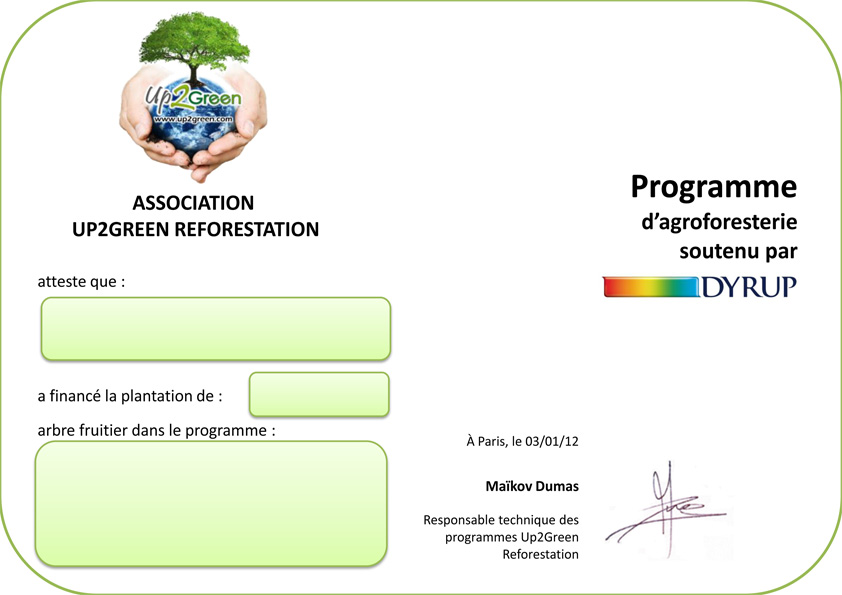 Up2Green
www.up2green.com
ASSOCIATION
UP2GREEN REFORESTATION
atteste que :
a financé la plantation de :
arbre fruitier dans le programme :
Programme
d’agroforesterie
soutenu par
DYRUP
À Paris, le 03/01/12
Maïkov Dumas
Responsable technique des
programmes Up2Green
Reforestation